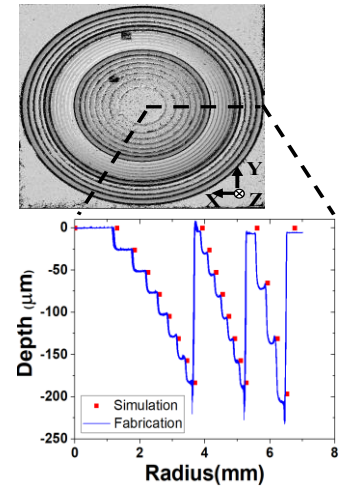 Y
X
Z
0
-50
-100
-150
-200
-250
Depth (μm)
Simulation
Fabrication
0 2 4 6 8
Radius(mm)